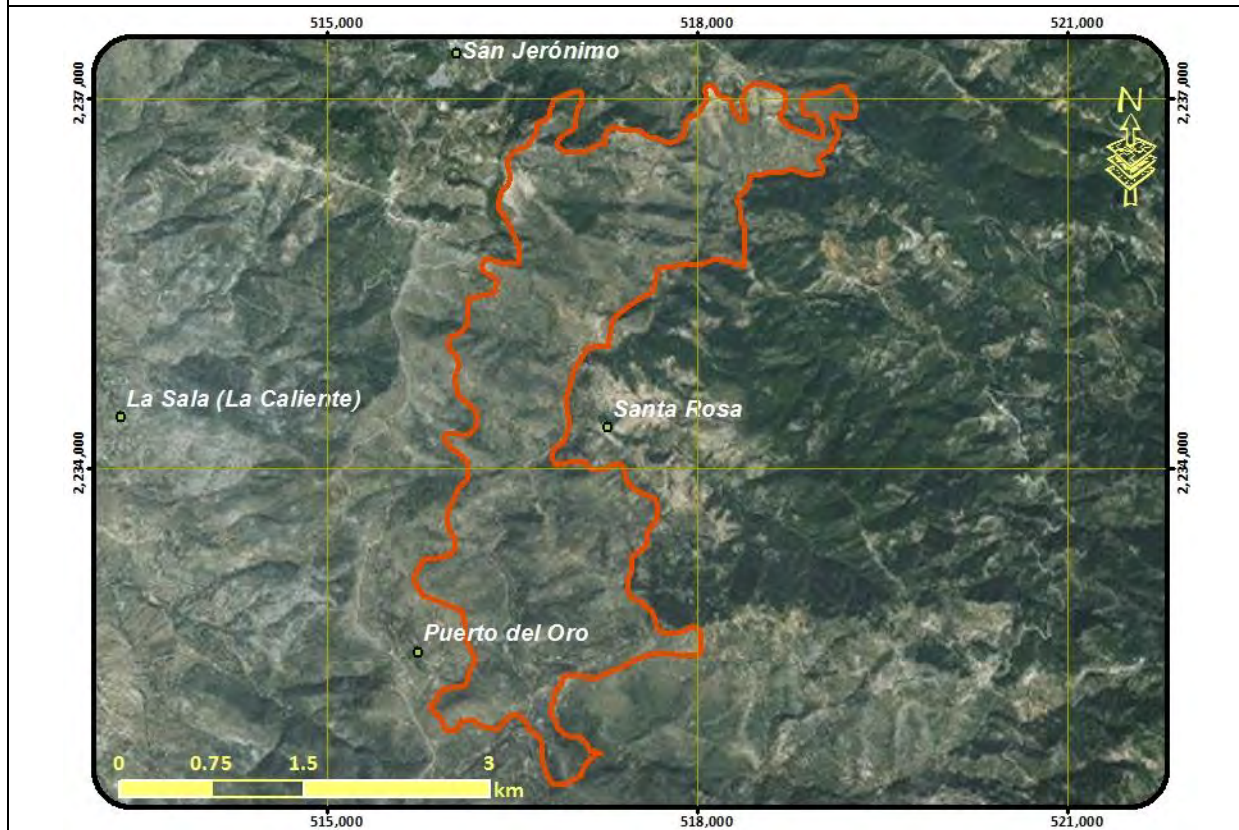 515,000 518,000 521,000
San Jerónimo
2,237,000 2,237,000
N
La Sala (La Caliente)
Santa Rosa
2,234,000 2,234,000
Puerto del Oro
0 0.75 1.5 3
km
515,000 518,000 521,000